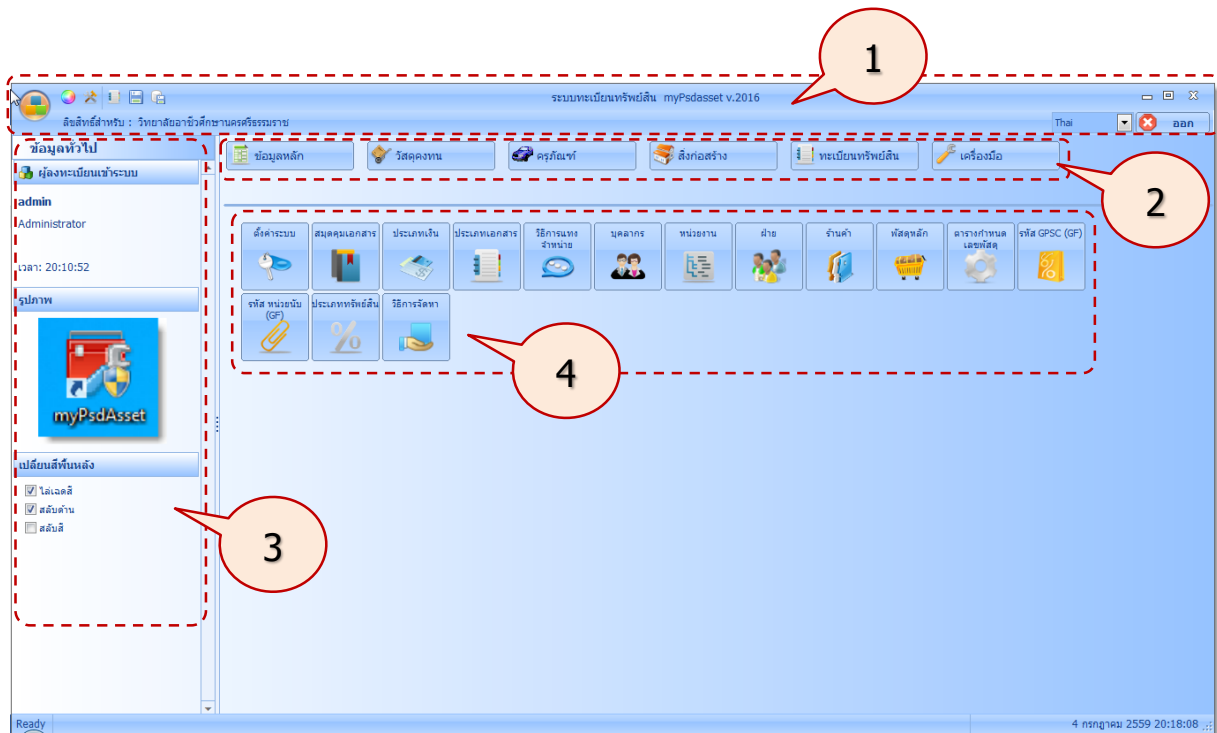 1
ระบบทะเบียนทรัพย์สิน myPsdasset v.2016
ลิขสิทธิ์สำหรับ : วิทยาลัยอาชีวศึกษานครศรีธรรมราช
Thai
ออก
ข้อมูลทั่วไป
ข้อมูลหลัก
วัสดุคงทน
ครุภัณฑ์
สิ่งก่อสร้าง
ทะเบียนทรัพย์สิน
เครื่องมือ
2
ผู้ลงทะเบียนเข้าระบบ
admin
Administrator
เวลา: 20:10:52
รูปภาพ
myPsdAsset
เปลี่ยนสีพื้นหลัง
ไล่เฉดสี
สลับด้าน
สลับสี
3
ตั้งค่าระบบ
สมุดคุมเอกสาร
ประเภทเงิน
ประเภทเอกสาร
วิธีการแทงจำหน่าย
บุคลากร
หน่วยงาน
ฝ่าย
ร้านค้า
พัสดุหลัก
ตารางกำหนด
เลขพัสดุ
รหัส GPSC (GF)
รหัส หน่วยนับ
(GF)
ประเภททรัพย์สิน
วิธีการจัดหา
4
Ready
4 กรกฎาคม 2559 20:18:08